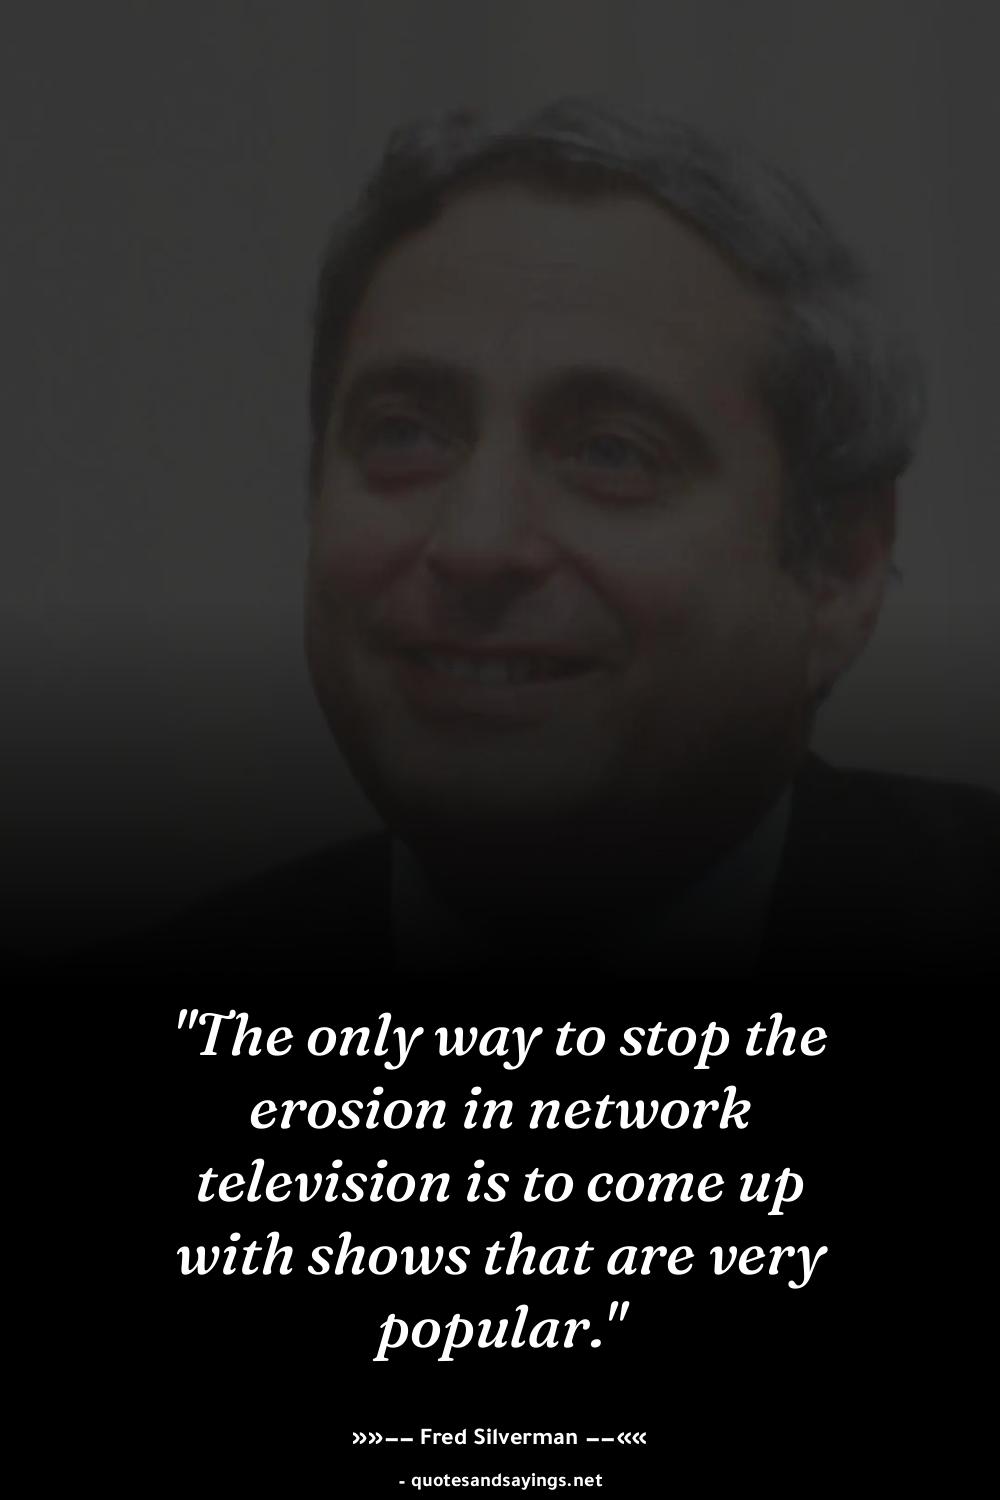 "The only way to stop the
erosion in network
television is to come up
with shows that are very
popular."
»»–– Fred Silverman ––««
- quotesandsayings.net